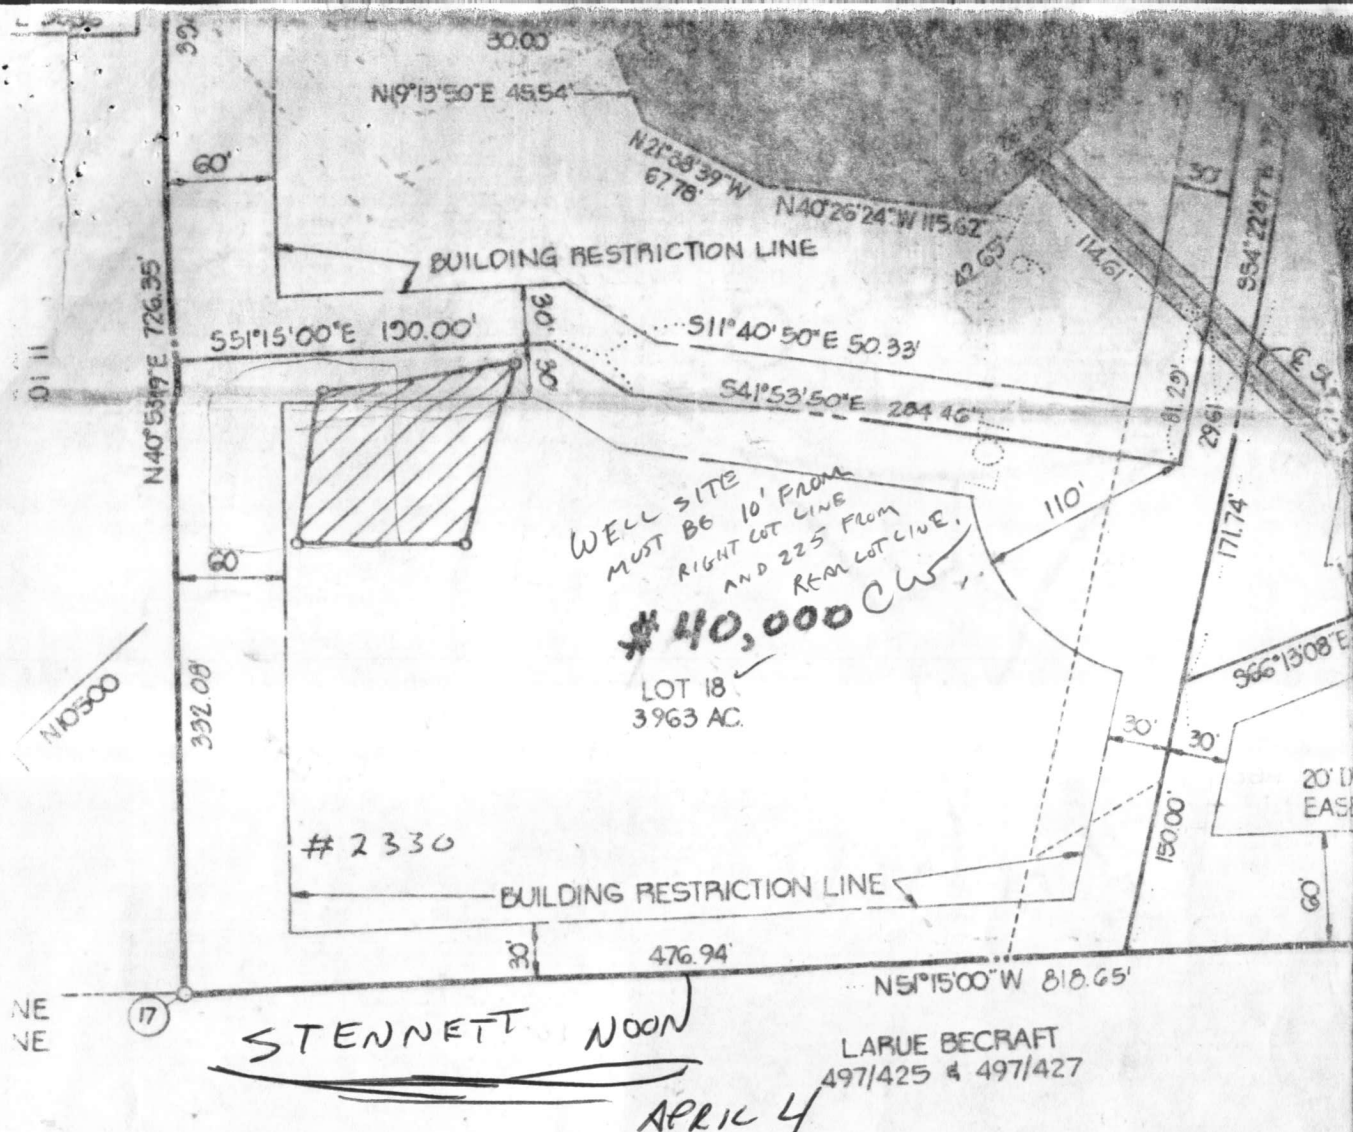 30.00
N19°13'50"E 45.54'
N21°38'39"W
67.78'
N40°26'24"W 115.62'
42.65'
114.61'
30'
S54°22'47"W
60'
BUILDING RESTRICTION LINE
N40°53'19"E 726.35'
S51°15'00"E 190.00'
30'
30'
S11°40'50"E 50.33'
S41°53'50"E 284.46'
81.29'
29.61
171.74'
110'
WELL SITE
MUST BE 10' FROM
RIGHT LOT LINE
AND 225 FROM
REAR LOT LINE.
CW
#40,000
LOT 18
3.963 AC.
60'
332.08'
N10500
S66°13'08"E
30'
30'
20' D
EAS
150.00'
60'
#2330
BUILDING RESTRICTION LINE
30'
476.94'
N51°15'00"W 818.65'
NE
NE
17
STENNETT NOON
LARUE BECRAFT
497/425 & 497/427
APRIL 4